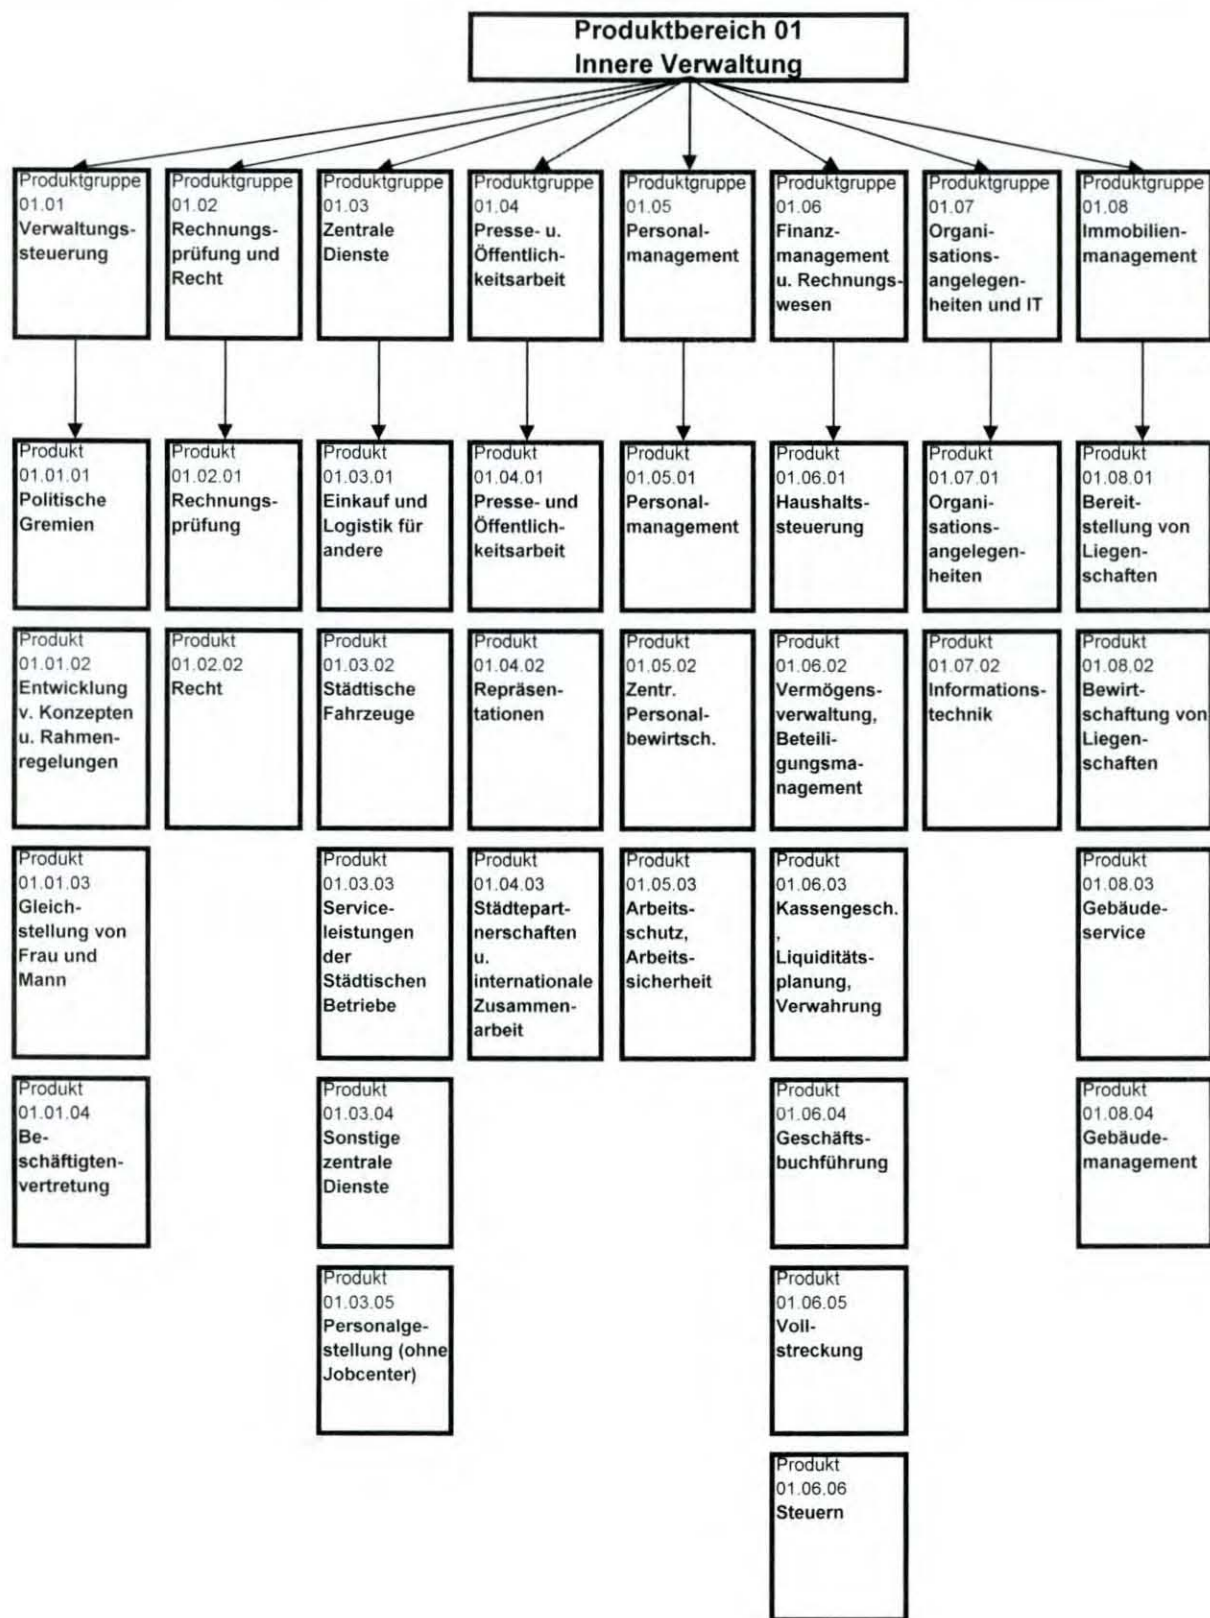 Produktbereich 01
Innere Verwaltung
Produktgruppe
01.01
Verwaltungs-
steuerung
Produktgruppe
01.02
Rechnungs-
prüfung und
Recht
Produktgruppe
01.03
Zentrale
Dienste
Produktgruppe
01.04
Presse- u.
Öffentlich-
keitsarbeit
Produktgruppe
01.05
Personal-
management
Produktgruppe
01.06
Finanz-
management
u. Rechnungs-
wesen
Produktgruppe
01.07
Organi-
sations-
angelegen-
heiten und IT
Produktgruppe
01.08
Immobilien-
management
Produkt
01.01.01
Politische
Gremien
Produkt
01.02.01
Rechnungs-
prüfung
Produkt
01.03.01
Einkauf und
Logistik für
andere
Produkt
01.04.01
Presse- und
Öffentlich-
keitsarbeit
Produkt
01.05.01
Personal-
management
Produkt
01.06.01
Haushalts-
steuerung
Produkt
01.07.01
Organi-
sations-
angelegen-
heiten
Produkt
01.08.01
Bereit-
stellung von
Liegen-
schaften
Produkt
01.01.02
Entwicklung
v. Konzepten
u. Rahmen-
regelungen
Produkt
01.02.02
Recht
Produkt
01.03.02
Städtische
Fahrzeuge
Produkt
01.04.02
Repräsen-
tationen
Produkt
01.05.02
Zentr.
Personal-
bewirtsch.
Produkt
01.06.02
Vermögens-
verwaltung,
Beteili-
gungsma-
nagement
Produkt
01.07.02
Informations-
technik
Produkt
01.08.02
Bewirt-
schaftung von
Liegen-
schaften
Produkt
01.01.03
Gleich-
stellung von
Frau und
Mann
Produkt
01.03.03
Service-
leistungen
der
Städtischen
Betriebe
Produkt
01.04.03
Städtepart-
nerschaften
u.
internationale
Zusammen-
arbeit
Produkt
01.05.03
Arbeits-
schutz,
Arbeits-
sicherheit
Produkt
01.06.03
Kassengesch.
,
Liquiditäts-
planung,
Verwahrung
Produkt
01.08.03
Gebäude-
service
Produkt
01.01.04
Be-
schäftigten-
vertretung
Produkt
01.03.04
Sonstige
zentrale
Dienste
Produkt
01.06.04
Geschäfts-
buchführung
Produkt
01.08.04
Gebäude-
management
Produkt
01.03.05
Personalge-
stellung (ohne
Jobcenter)
Produkt
01.06.05
Voll-
streckung
Produkt
01.06.06
Steuern